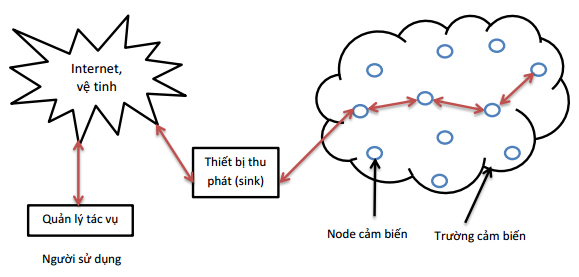 Internet,
vệ tinh
Thiết bị thu
phát (sink)
Quản lý tác vụ
Người sử dụng
Node cảm biến
Trường cảm biến